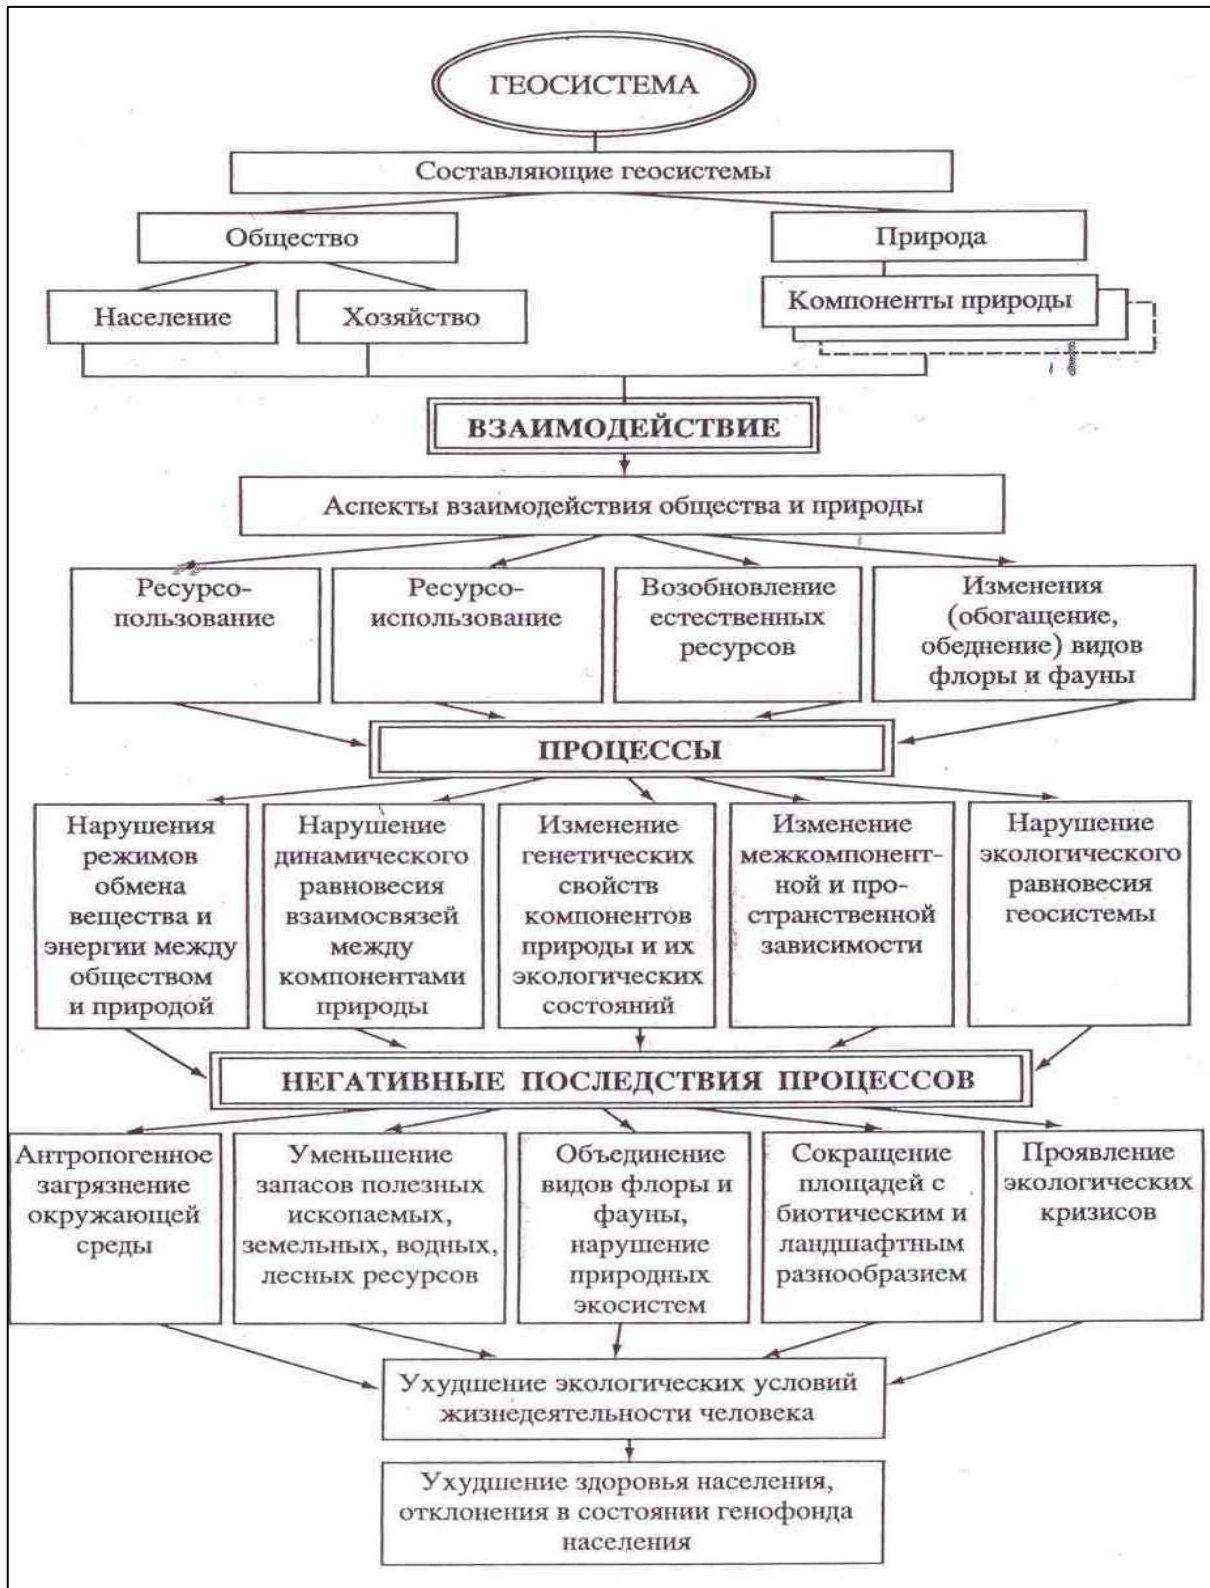 ГЕОСИСТЕМА
Составляющие геосистемы
Общество
Природа
Население
Хозяйство
Компоненты природы
ВЗАИМОДЕЙСТВИЕ
Аспекты взаимодействия общества и природы
Ресурсо-
пользование
Ресурсо-
использование
Возобновление
естественных
ресурсов
Изменения
(обогащение,
обеднение) видов
флоры и фауны
ПРОЦЕССЫ
Нарушения
режимов
обмена
вещества и
энергии между
обществом
и природой
Нарушение
динамического
равновесия
взаимосвязей
между
компонентами
природы
Изменение
генетических
свойств
компонентов
природы и их
экологических
состояний
Изменение
межкомпонент-
ной и про-
странственной
зависимости
Нарушение
экологического
равновесия
геосистемы
НЕГАТИВНЫЕ ПОСЛЕДСТВИЯ ПРОЦЕССОВ
Антропогенное
загрязнение
окружающей
среды
Уменьшение
запасов полезных
ископаемых,
земельных, водных,
лесных ресурсов
Объединение
видов флоры и
фауны,
нарушение
природных
экосистем
Сокращение
площадей с
биотическим и
ландшафтным
разнообразием
Проявление
экологических
кризисов
Ухудшение экологических условий
жизнедеятельности человека
Ухудшение здоровья населения,
отклонения в состоянии генофонда
населения